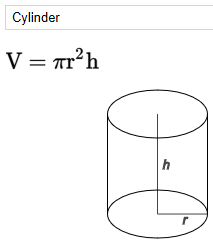 Cylinder
V = πr²h
h
r